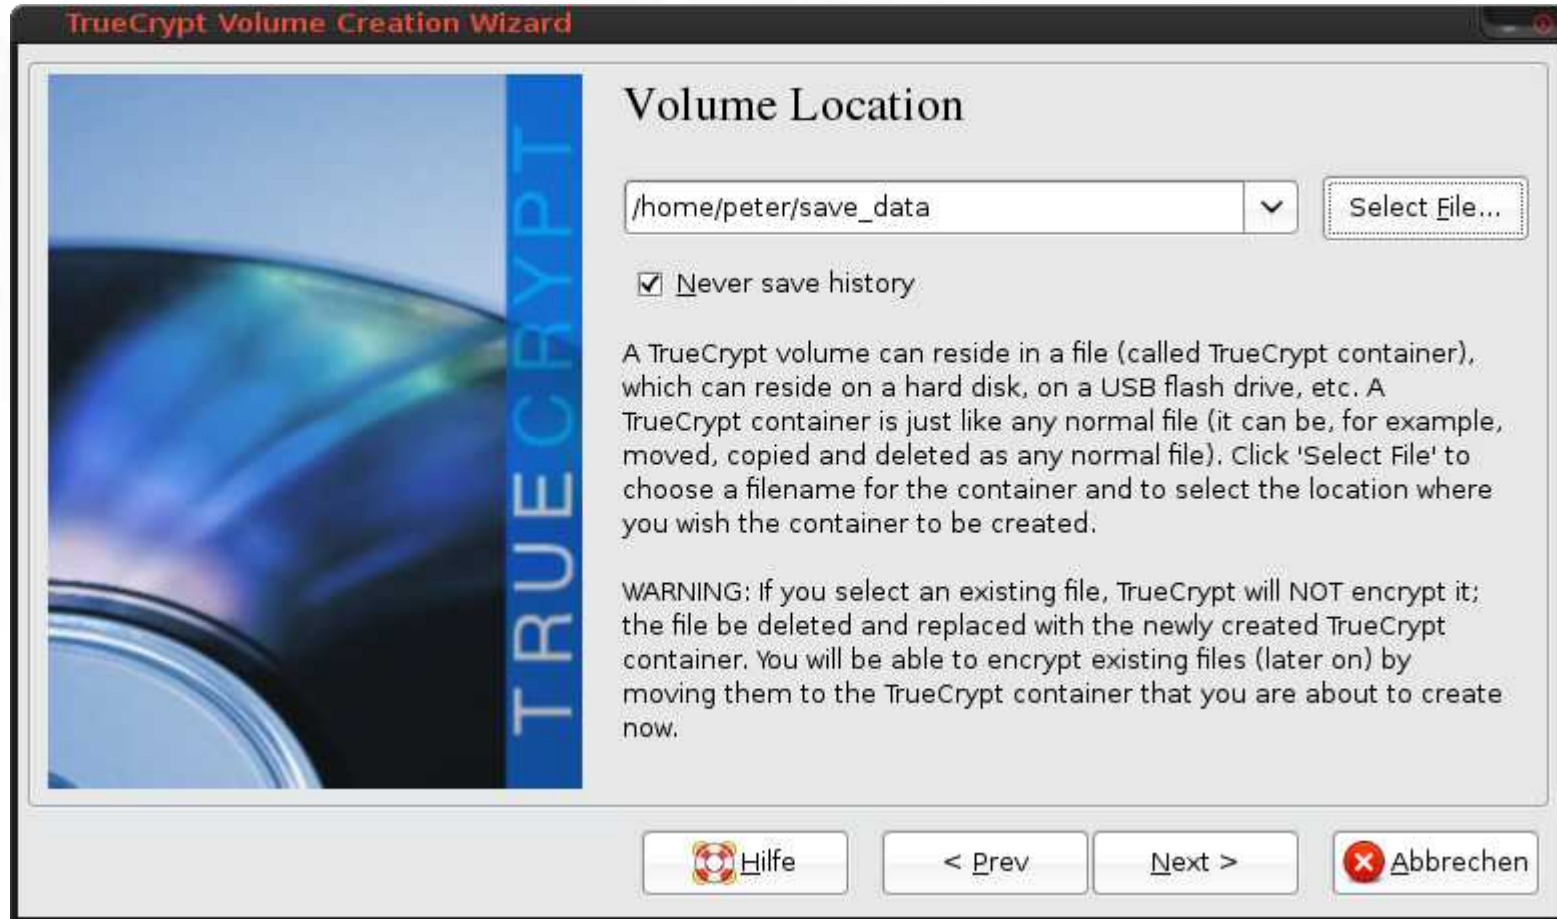 TrueCrypt Volume Creation Wizard
TRUECRYPT
Volume Location
/home/peter/save_data
Select File...
Never save history
A TrueCrypt volume can reside in a file (called TrueCrypt container),
which can reside on a hard disk, on a USB flash drive, etc. A
TrueCrypt container is just like any normal file (it can be, for example,
moved, copied and deleted as any normal file). Click 'Select File' to
choose a filename for the container and to select the location where
you wish the container to be created.
WARNING: If you select an existing file, TrueCrypt will NOT encrypt it;
the file be deleted and replaced with the newly created TrueCrypt
container. You will be able to encrypt existing files (later on) by
moving them to the TrueCrypt container that you are about to create
now.
Hilfe
< Prev
Next >
Abbrechen